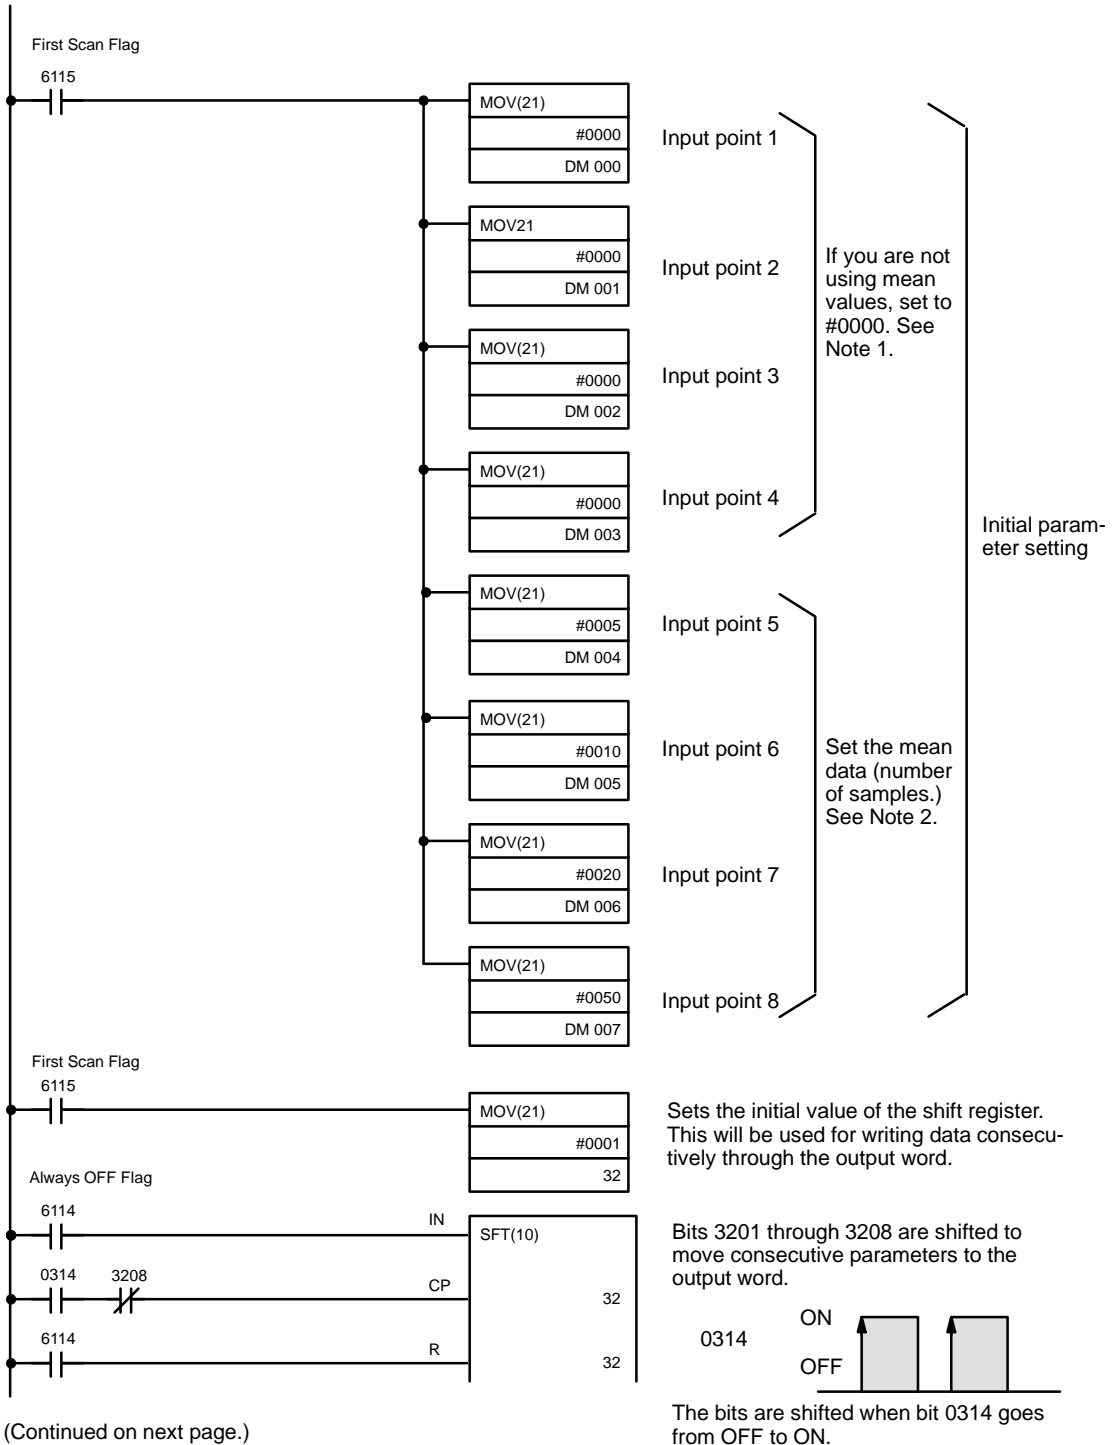 First Scan Flag
6115
MOV(21)
#0000
DM 000
Input point 1
MOV21
#0000
DM 001
Input point 2
If you are not
using mean
values, set to
#0000. See
Note 1.
MOV(21)
#0000
DM 002
Input point 3
MOV(21)
#0000
DM 003
Input point 4
Initial param-
eter setting
MOV(21)
#0005
DM 004
Input point 5
MOV(21)
#0010
DM 005
Input point 6
Set the mean
data (number
of samples.)
See Note 2.
MOV(21)
#0020
DM 006
Input point 7
MOV(21)
#0050
DM 007
Input point 8
First Scan Flag
6115
MOV(21)
#0001
32
Sets the initial value of the shift register.
This will be used for writing data consecu-
tively through the output word.
Always OFF Flag
6114
IN
SFT(10)
0314
3208
CP
32
6114
R
32
Bits 3201 through 3208 are shifted to
move consecutive parameters to the
output word.
ON
0314
OFF
The bits are shifted when bit 0314 goes
from OFF to ON.
(Continued on next page.)